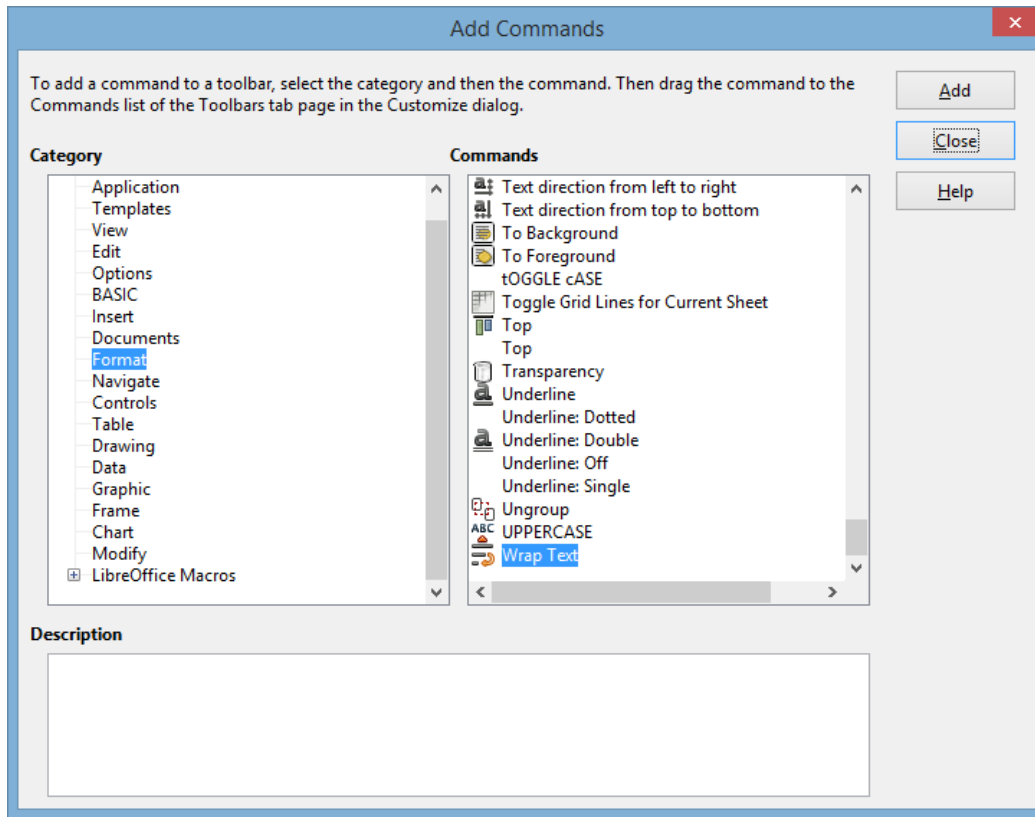 Add Commands
To add a command to a toolbar, select the category and then the command. Then drag the command to the
Commands list of the Toolbars tab page in the Customize dialog.
Add
Close
Help
Category
Application
Templates
View
Edit
Options
BASIC
Insert
Documents
Format
Navigate
Controls
Table
Drawing
Data
Graphic
Frame
Chart
Modify
LibreOffice Macros
Commands
Text direction from left to right
Text direction from top to bottom
To Background
To Foreground
tOGGLE cASE
Toggle Grid Lines for Current Sheet
Top
Top
Transparency
Underline
Underline: Dotted
Underline: Double
Underline: Off
Underline: Single
Ungroup
ABC UPPERCASE
Wrap Text
Description